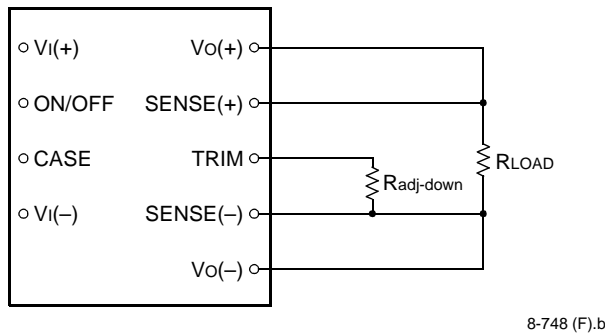 VI(+) VO(+)
ON/OFF SENSE(+)
CASE TRIM
Radj-down
RLOAD
VI(–) SENSE(–)
VO(–)
8-748 (F).b